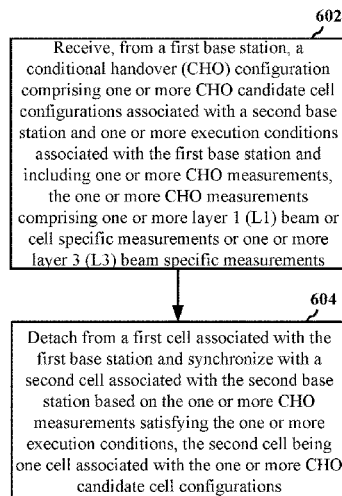 602
Receive, from a first base station, a
conditional handover (CHO) configuration
comprising one or more CHO candidate cell
configurations associated with a second base
station and one or more execution conditions
associated with the first base station and
including one or more CHO measurements,
the one or more CHO measurements
comprising one or more layer 1 (L1) beam or
cell specific measurements or one or more
layer 3 (L3) beam specific measurements
604
Detach from a first cell associated with the
first base station and synchronize with a
second cell associated with the second base
station based on the one or more CHO
measurements satisfying the one or more
execution conditions, the second cell being
one cell associated with the one or more CHO
candidate cell configurations